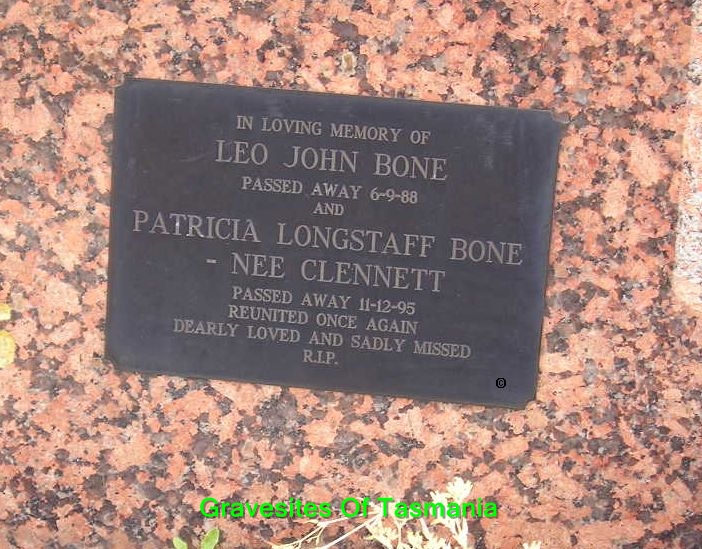 IN LOVING MEMORY OF
LEO JOHN BONE
PASSED AWAY 6-9-88
AND
PATRICIA LONGSTAFF BONE
- NEE CLENNETT
PASSED AWAY 11-12-95
REUNITED ONCE AGAIN
DEARLY LOVED AND SADLY MISSED
R.I.P.
©
Gravesites Of Tasmania